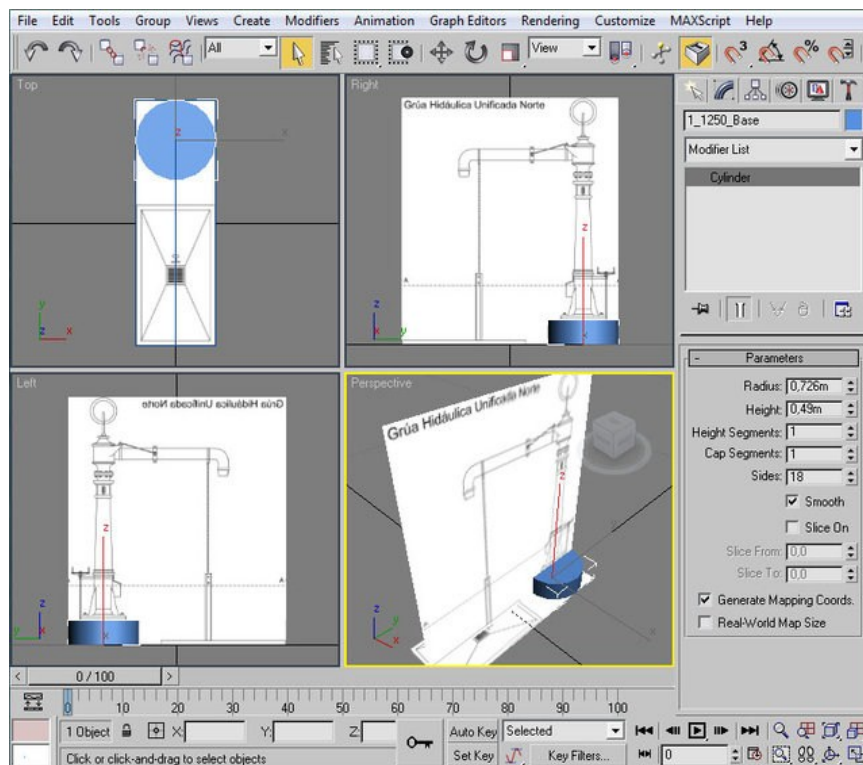 File Edit Tools Group Views Create Modifiers Animation Graph Editors Rendering Customize MAXScript Help
All View 3
Top Right
Grúa Hidáulica Unificada Norte
1_1250_Base
Modifier List
Cylinder
Left Perspective
Grúa Hidáulica Unificada Norte
Grúa Hidáulica Unificada Norte
- Parameters
Radius: 0,726m
Height: 0,49m
Height Segments: 1
Cap Segments: 1
Sides: 18
Smooth
Slice On
Slice From: 0,0
Slice To: 0,0
Generate Mapping Coords.
Real-World Map Size
< 0 / 100 >
0 10 20 30 40 50 60 70 80 90 100
1 Object X: Y: Z: Auto Key Selected
Click or click-and-drag to select objects Set Key Key Filters... 0